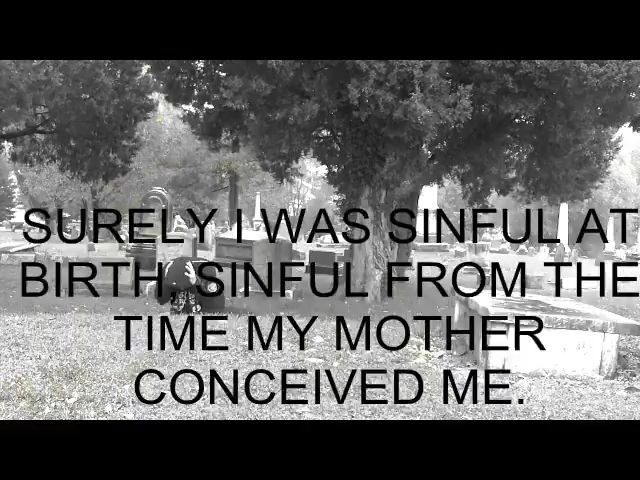 SURELY I WAS SINFUL AT
BIRTH, SINFUL FROM THE
TIME MY MOTHER
CONCEIVED ME.